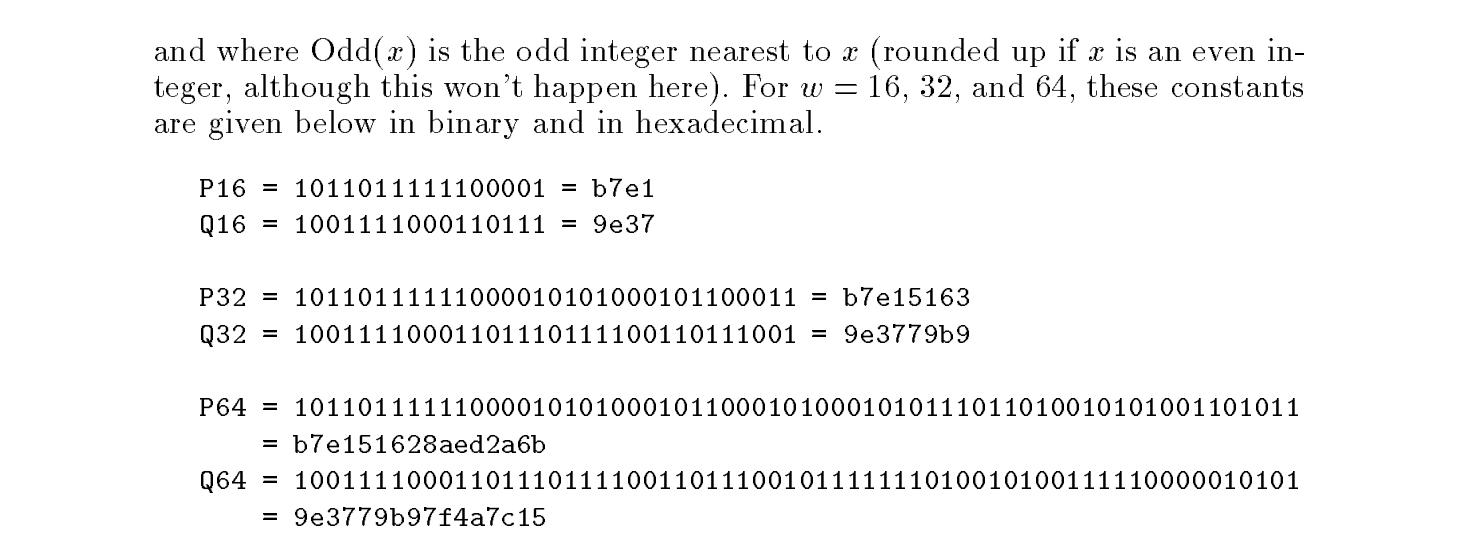 and where Odd(x) is the odd integer nearest to x (rounded up if x is an even in-
teger, although this won't happen here). For w = 16, 32, and 64, these constants
are given below in binary and in hexadecimal.
P16 = 1011011111100001 = b7e1
Q16 = 1001111000110111 = 9e37
P32 = 10110111111000010101000101100011 = b7e15163
Q32 = 10011110001101110111100110111001 = 9e3779b9
P64 = 1011011111100001010100010110001010001010111011010010101001101011
= b7e151628aed2a6b
Q64 = 1001111000110111011110011011100101111111010010100111110000010101
= 9e3779b97f4a7c15